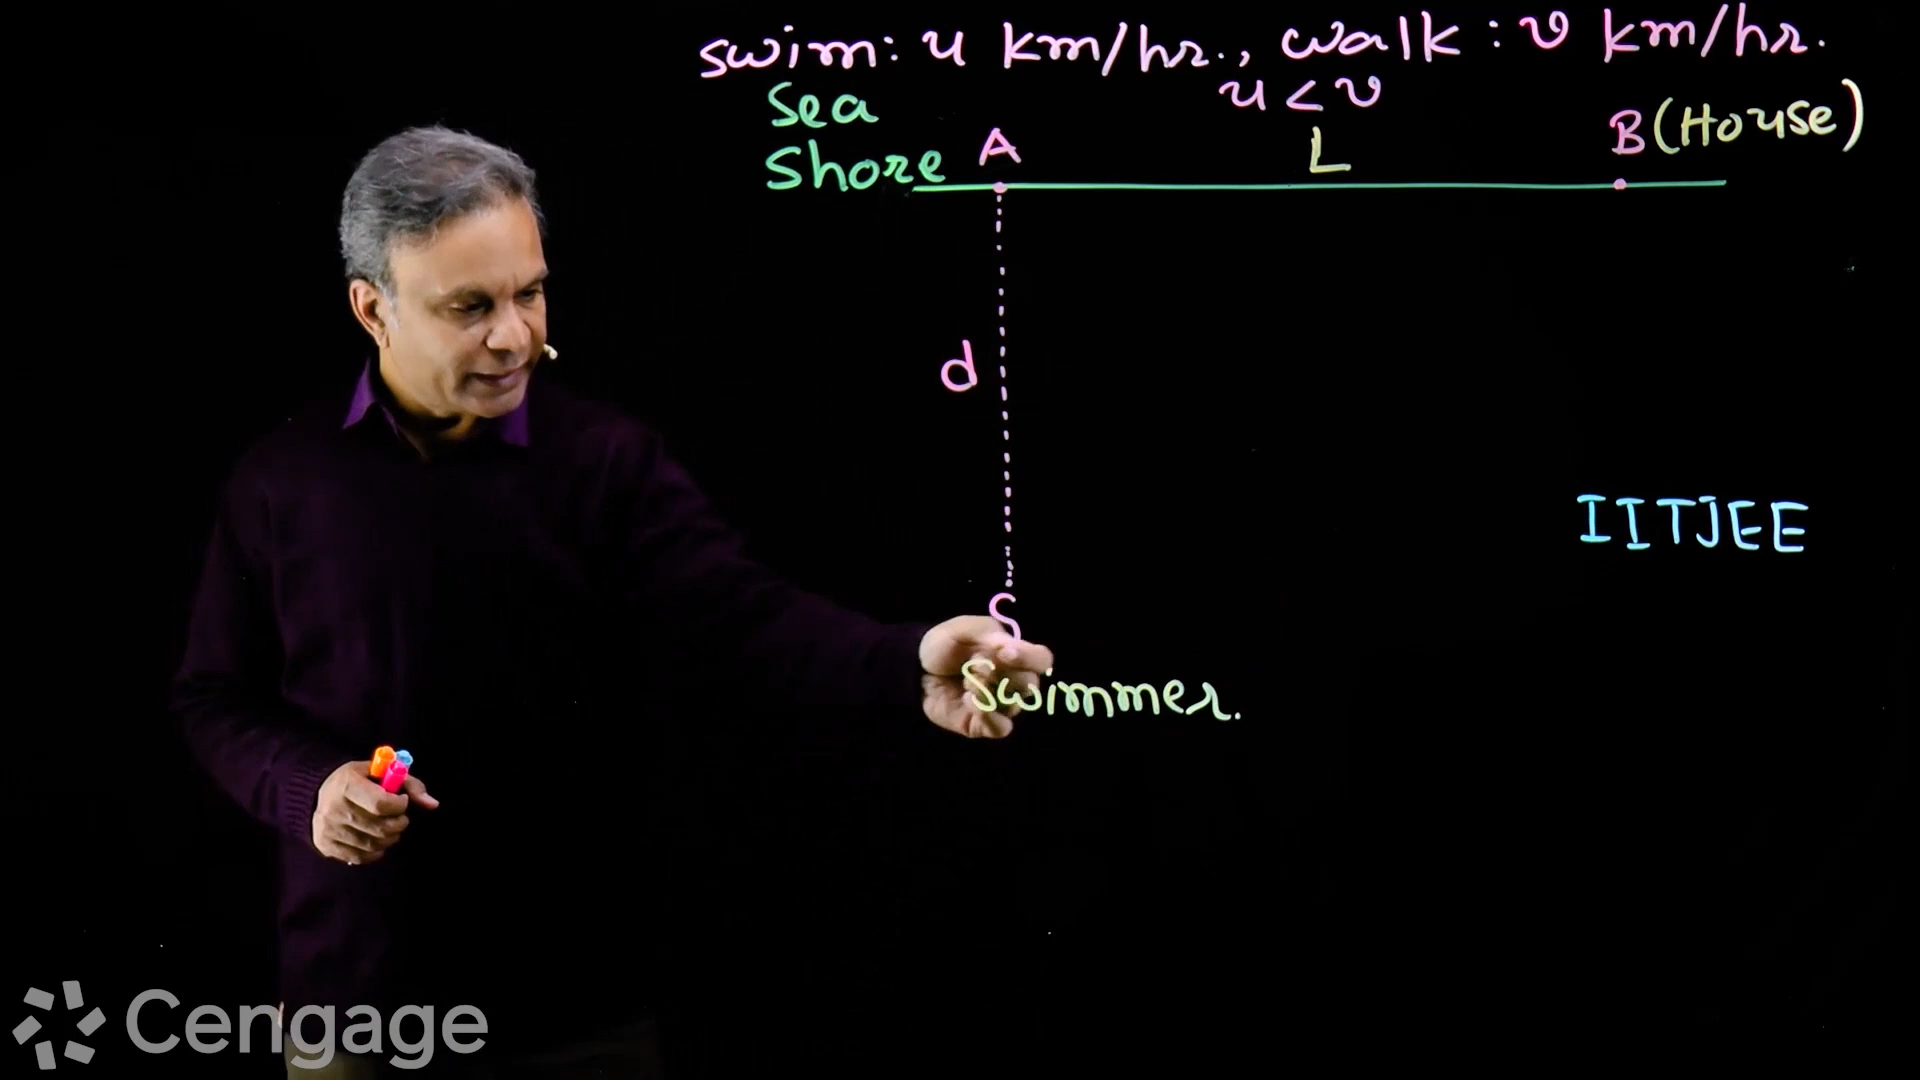 swim: u km/hr., walk: v km/hr.
u < v
Sea
Shore
A
L
B (House)
d
S
Swimmer.
IITJEE
Cengage